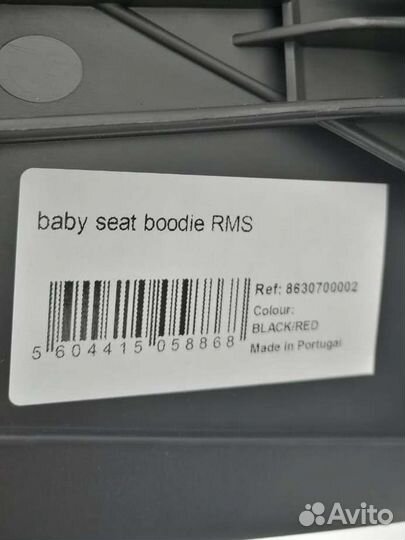 baby seat boodie RMS
Ref: 8630700002
Colour:
BLACK/RED
Made in Portugal
5 604415 058868
Avito